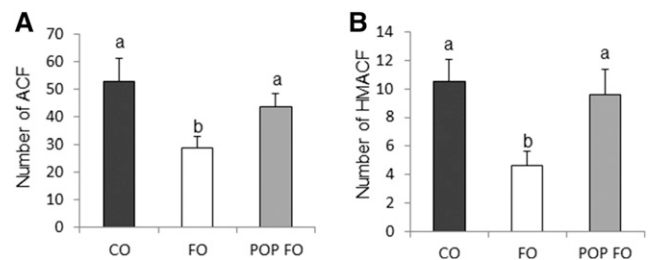 A
Number of ACF
70
60
50
40
30
20
10
0
a
b
a
CO FO POP FO
B
Number of HMACF
14
12
10
8
6
4
2
0
a
b
a
CO FO POP FO